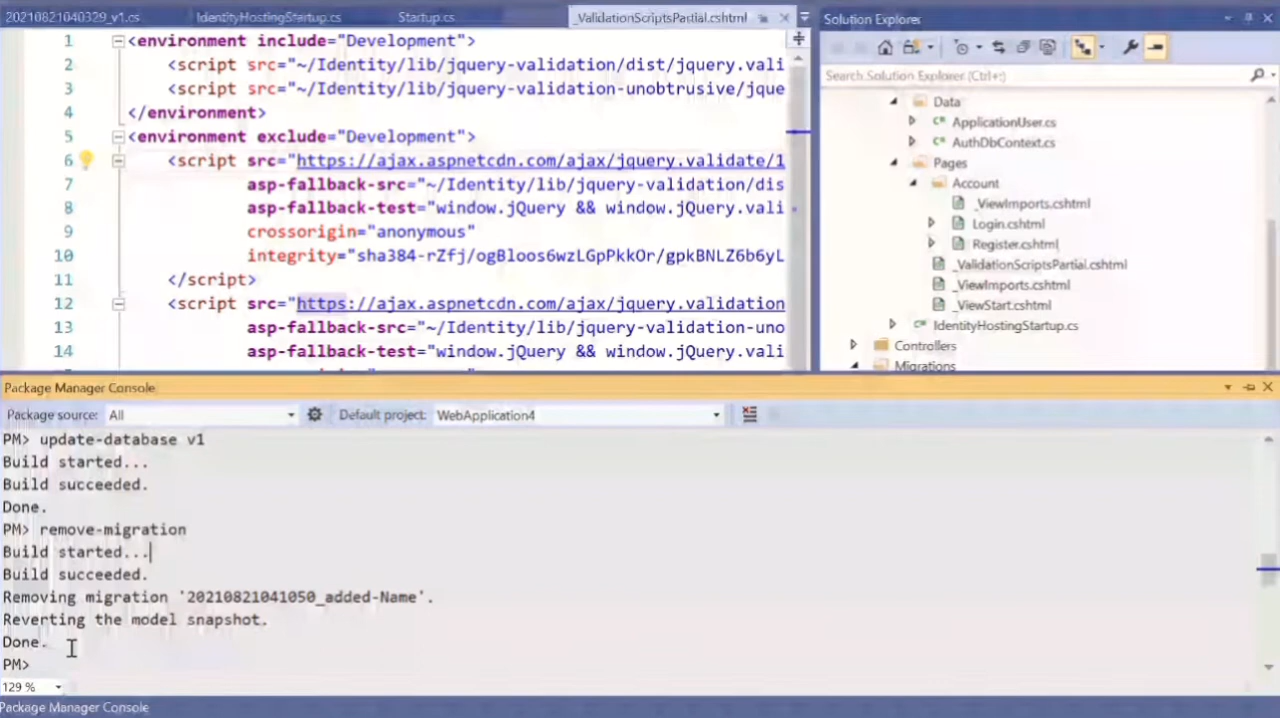 20210821040329_v1.cs IdentityHostingStartup.cs Startup.cs _ValidationScriptsPartial.cshtml
1 <environment include="Development">
2 <script src="~/Identity/lib/jquery-validation/dist/jquery.vali
3 <script src="~/Identity/lib/jquery-validation-unobtrusive/jque
4 </environment>
5 <environment exclude="Development">
6 <script src="https://ajax.aspnetcdn.com/ajax/jquery.validate/1
7 asp-fallback-src="~/Identity/lib/jquery-validation/dis
8 asp-fallback-test="window.jQuery && window.jQuery.vali
9 crossorigin="anonymous"
10 integrity="sha384-rZfj/ogBloos6wzLGpPkkOr/gpkBNLZ6b6yL
11 </script>
12 <script src="https://ajax.aspnetcdn.com/ajax/jquery.validation
13 asp-fallback-src="~/Identity/lib/jquery-validation-uno
14 asp-fallback-test="window.jQuery && window.jQuery.vali
Solution Explorer
Search Solution Explorer (Ctrl+;)
Data
C# ApplicationUser.cs
C# AuthDbContext.cs
Pages
Account
_ViewImports.cshtml
Login.cshtml
Register.cshtml
_ValidationScriptsPartial.cshtml
_ViewImports.cshtml
_ViewStart.cshtml
C# IdentityHostingStartup.cs
Controllers
Migrations
Package Manager Console
Package source: All Default project: WebApplication4
PM> update-database v1
Build started...
Build succeeded.
Done.
PM> remove-migration
Build started...
Build succeeded.
Removing migration '20210821041050_added-Name'.
Reverting the model snapshot.
Done.
PM>
129 %
Package Manager Console